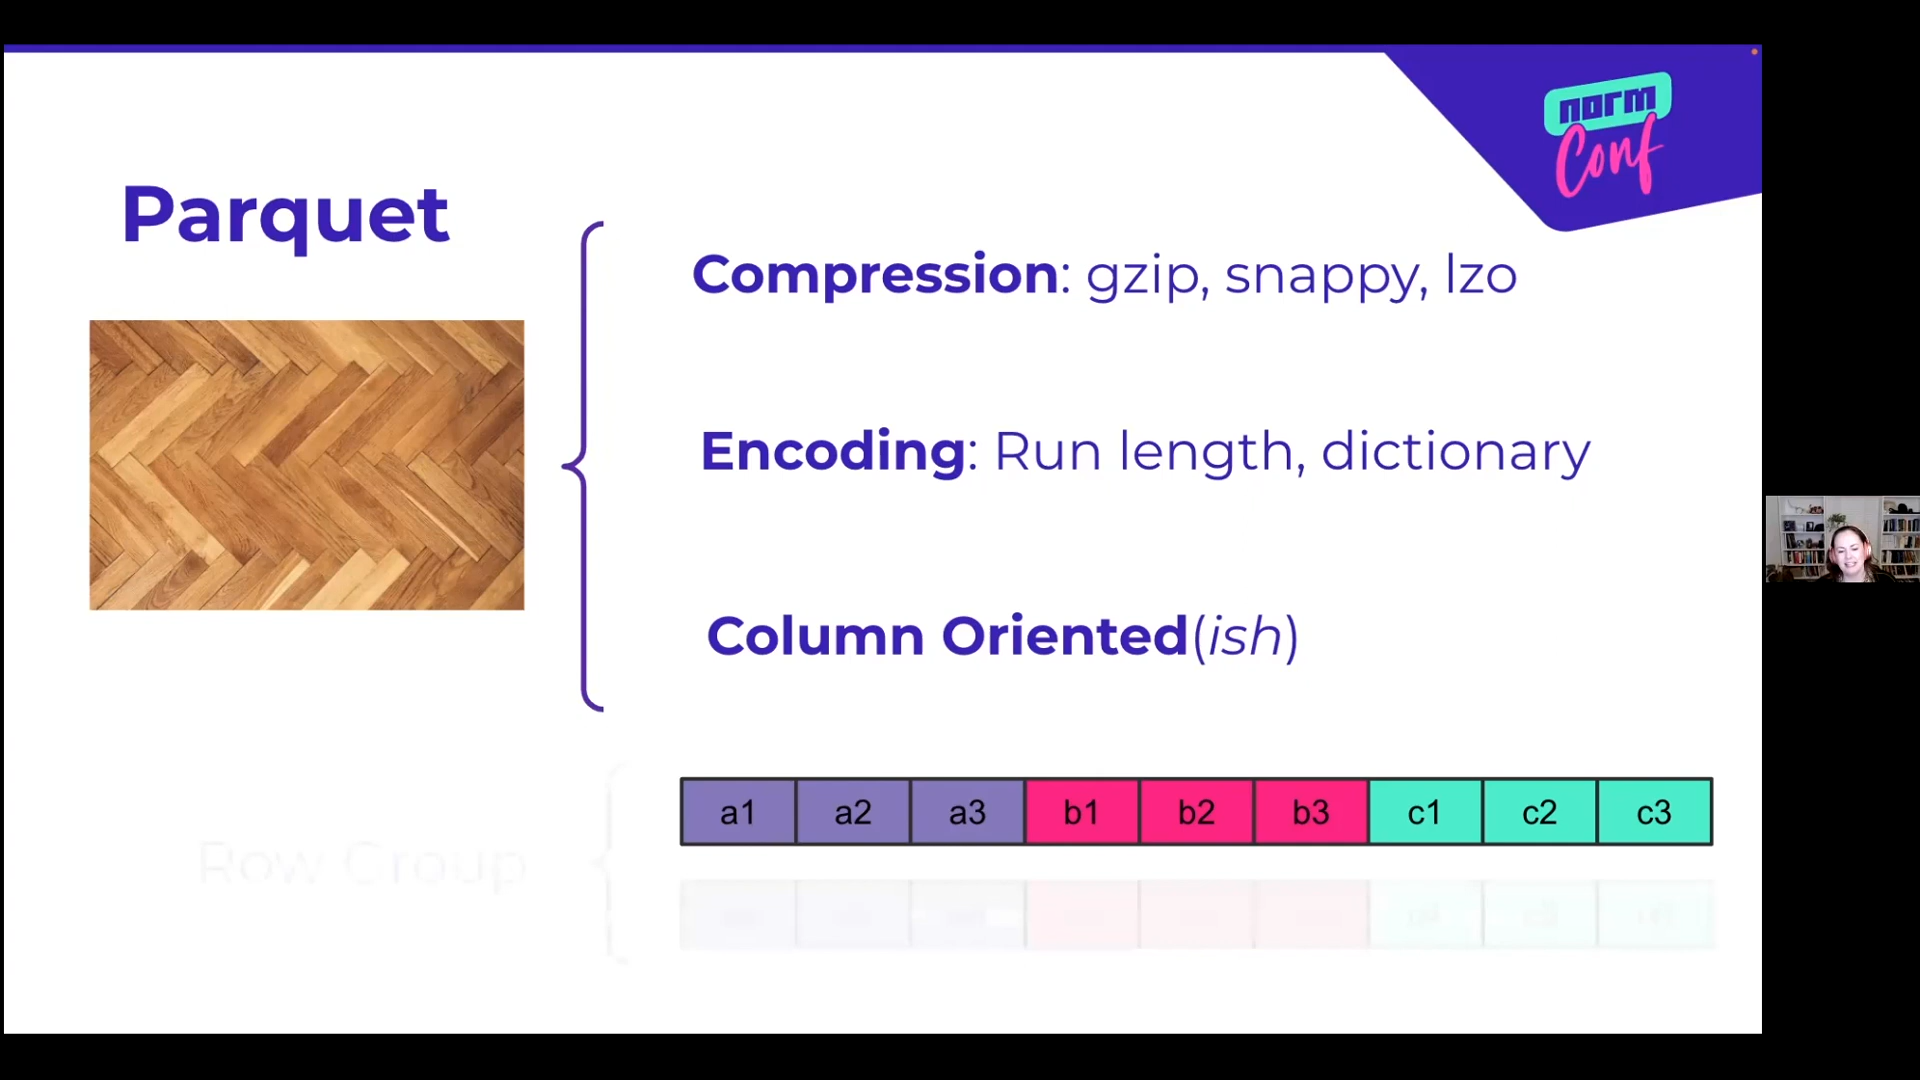 norm
Conf
Parquet
Compression: gzip, snappy, lzo
Encoding: Run length, dictionary
Column Oriented(ish)
a1 a2 a3 b1 b2 b3 c1 c2 c3
Row Group